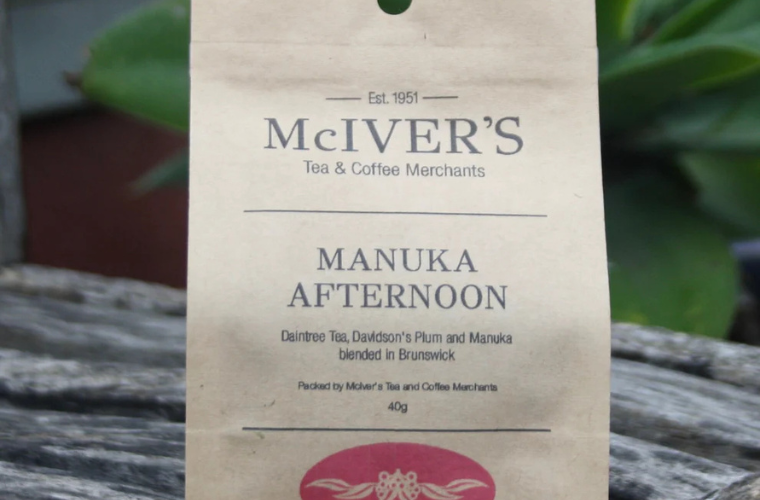 Est. 1951
McIVER'S
Tea & Coffee Merchants
MANUKA
AFTERNOON
Daintree Tea, Davidson's Plum and Manuka
blended in Brunswick
Packed by McIver's Tea and Coffee Merchants
40g